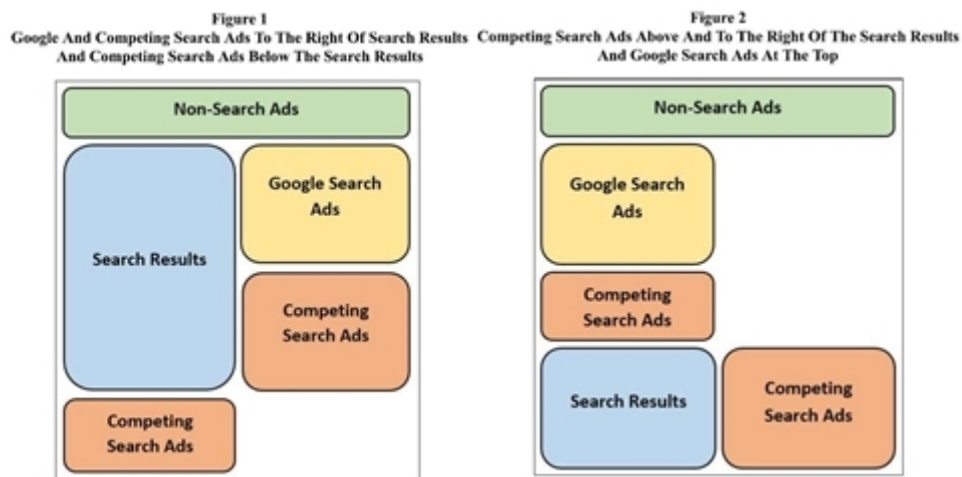 Figure 1
Google And Competing Search Ads To The Right Of Search Results
And Competing Search Ads Below The Search Results
Non-Search Ads
Search Results
Google Search
Ads
Competing
Search Ads
Competing
Search Ads
Figure 2
Competing Search Ads Above And To The Right Of The Search Results
And Google Search Ads At The Top
Non-Search Ads
Google Search
Ads
Competing
Search Ads
Search Results
Competing
Search Ads